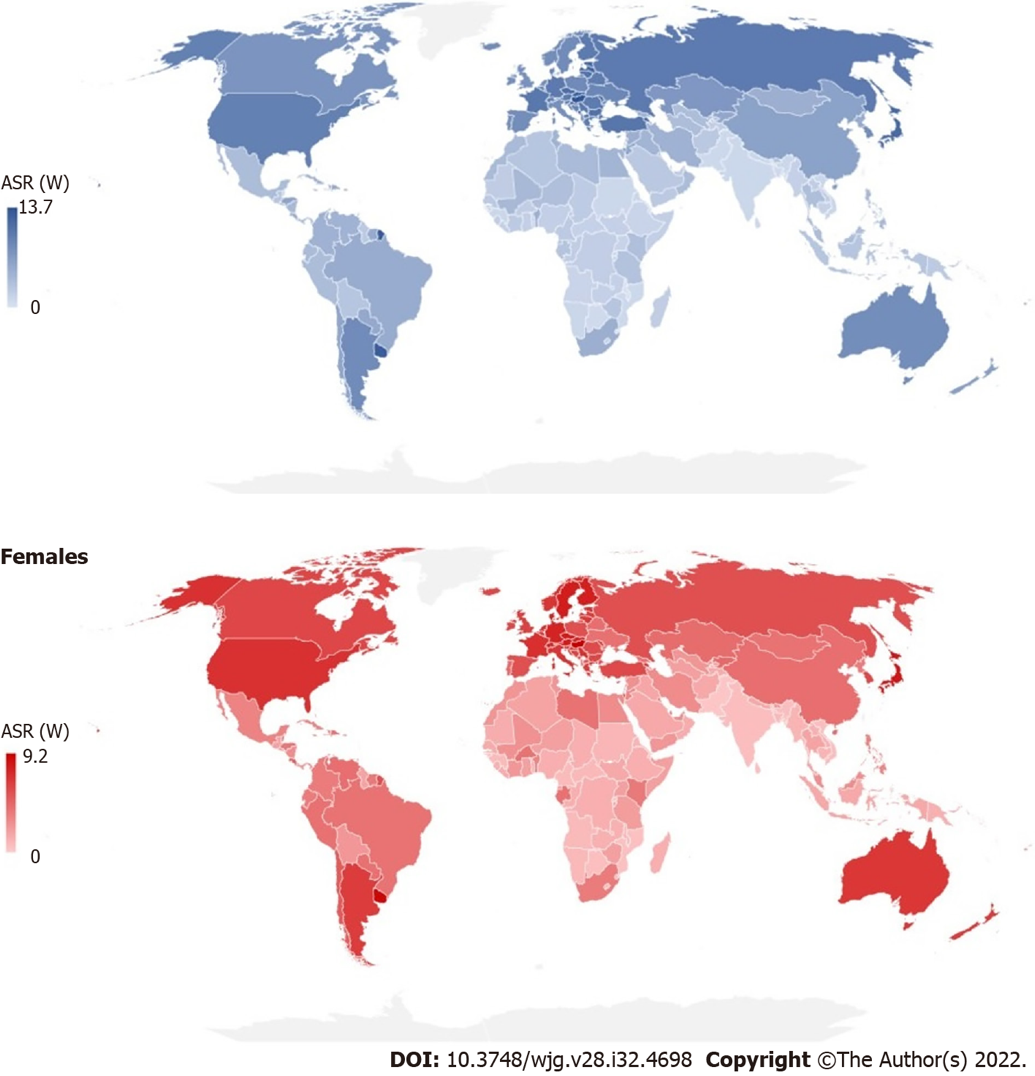 ASR (W)
13.7
0
Females
ASR (W)
9.2
0
DOI: 10.3748/wjg.v28.i32.4698 Copyright ©The Author(s) 2022.